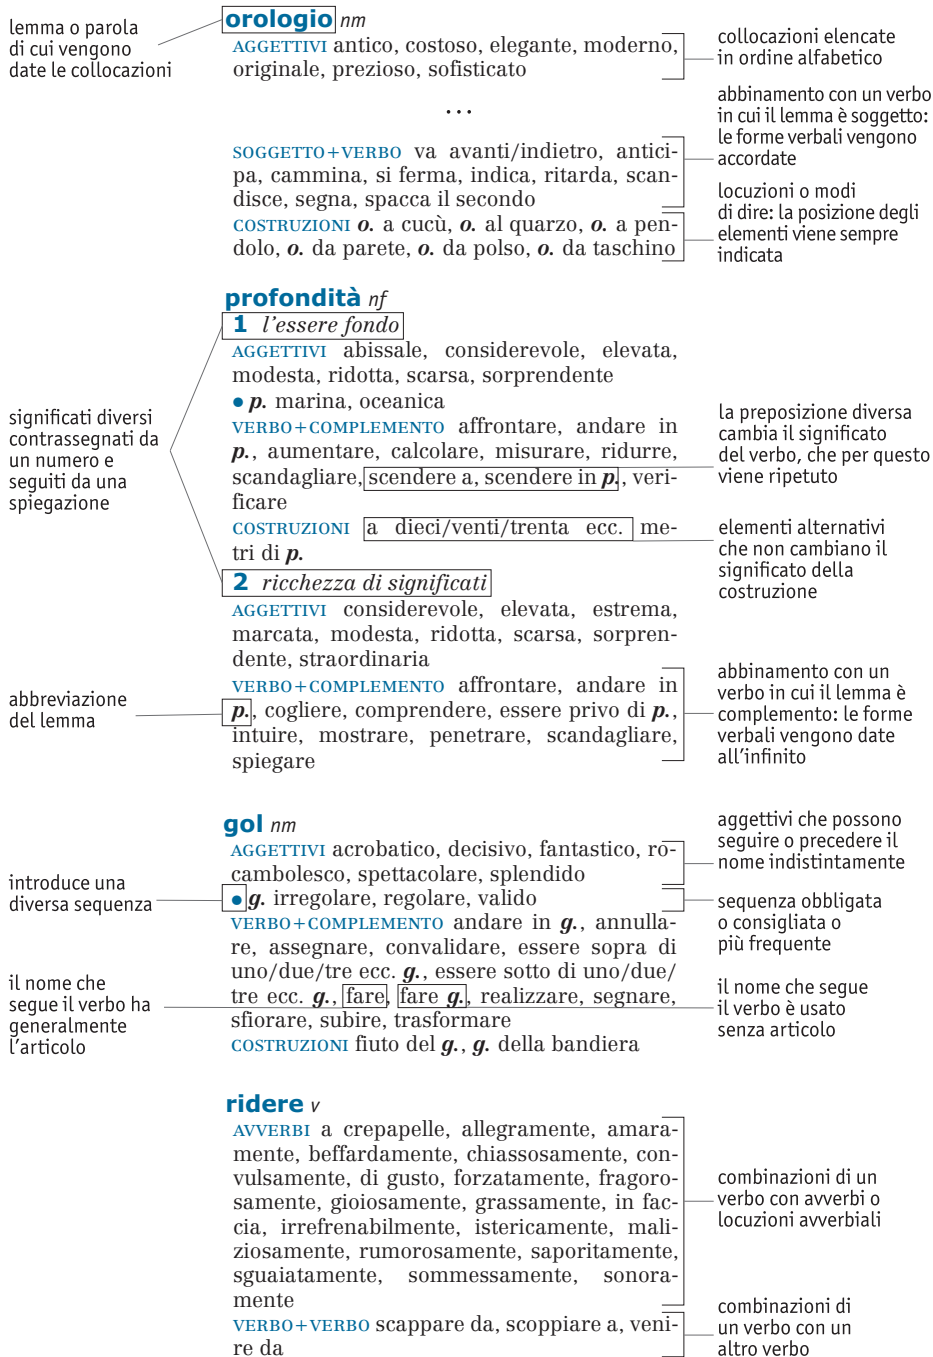 lemma o parola
di cui vengono
date le collocazioni
orologio nm
AGGETTIVI antico, costoso, elegante, moderno,
originale, prezioso, sofisticato
collocazioni elencate
in ordine alfabetico
...
abbinamento con un verbo
in cui il lemma è soggetto:
le forme verbali vengono
accordate
SOGGETTO+VERBO va avanti/indietro, antici-
pa, cammina, si ferma, indica, ritarda, scan-
disce, segna, spacca il secondo
COSTRUZIONI o. a cucù, o. al quarzo, o. a pen-
dolo, o. da parete, o. da polso, o. da taschino
locuzioni o modi
di dire: la posizione degli
elementi viene sempre
indicata
profondità nf
1 l'essere fondo
AGGETTIVI abissale, considerevole, elevata,
modesta, ridotta, scarsa, sorprendente
• p. marina, oceanica
VERBO+COMPLEMENTO affrontare, andare in
p., aumentare, calcolare, misurare, ridurre,
scandagliare, scendere a, scendere in p., veri-
ficare
COSTRUZIONI a dieci/venti/trenta ecc. me-
tri di p.
2 ricchezza di significati
AGGETTIVI considerevole, elevata, estrema,
marcata, modesta, ridotta, scarsa, sorpren-
dente, straordinaria
VERBO+COMPLEMENTO affrontare, andare in
p., cogliere, comprendere, essere privo di p.,
intuire, mostrare, penetrare, scandagliare,
spiegare
significati diversi
contrassegnati da
un numero e
seguiti da una
spiegazione
la preposizione diversa
cambia il significato
del verbo, che per questo
viene ripetuto
elementi alternativi
che non cambiano il
significato della
costruzione
abbreviazione
del lemma
abbinamento con un
verbo in cui il lemma è
complemento: le forme
verbali vengono date
all'infinito
gol nm
AGGETTIVI acrobatico, decisivo, fantastico, ro-
cambolesco, spettacolare, splendido
• g. irregolare, regolare, valido
VERBO+COMPLEMENTO andare in g., annulla-
re, assegnare, convalidare, essere sopra di
uno/due/tre ecc. g., essere sotto di uno/due/
tre ecc. g., fare, fare g., realizzare, segnare,
sfiorare, subire, trasformare
COSTRUZIONI fiuto del g., g. della bandiera
aggettivi che possono
seguire o precedere il
nome indistintamente
introduce una
diversa sequenza
sequenza obbligata
o consigliata o
più frequente
il nome che
segue il verbo ha
generalmente
l'articolo
il nome che segue
il verbo è usato
senza articolo
ridere v
AVVERBI a crepapelle, allegramente, amara-
mente, beffardamente, chiassosamente, con-
vulsamente, di gusto, forzatamente, fragoro-
samente, gioiosamente, grassamente, in fac-
cia, irrefrenabilmente, istericamente, mali-
ziosamente, rumorosamente, saporitamente,
sguaiatamente, sommessamente, sonora-
mente
VERBO+VERBO scappare da, scoppiare a, veni-
re da
combinazioni di un
verbo con avverbi o
locuzioni avverbiali
combinazioni di
un verbo con un
altro verbo